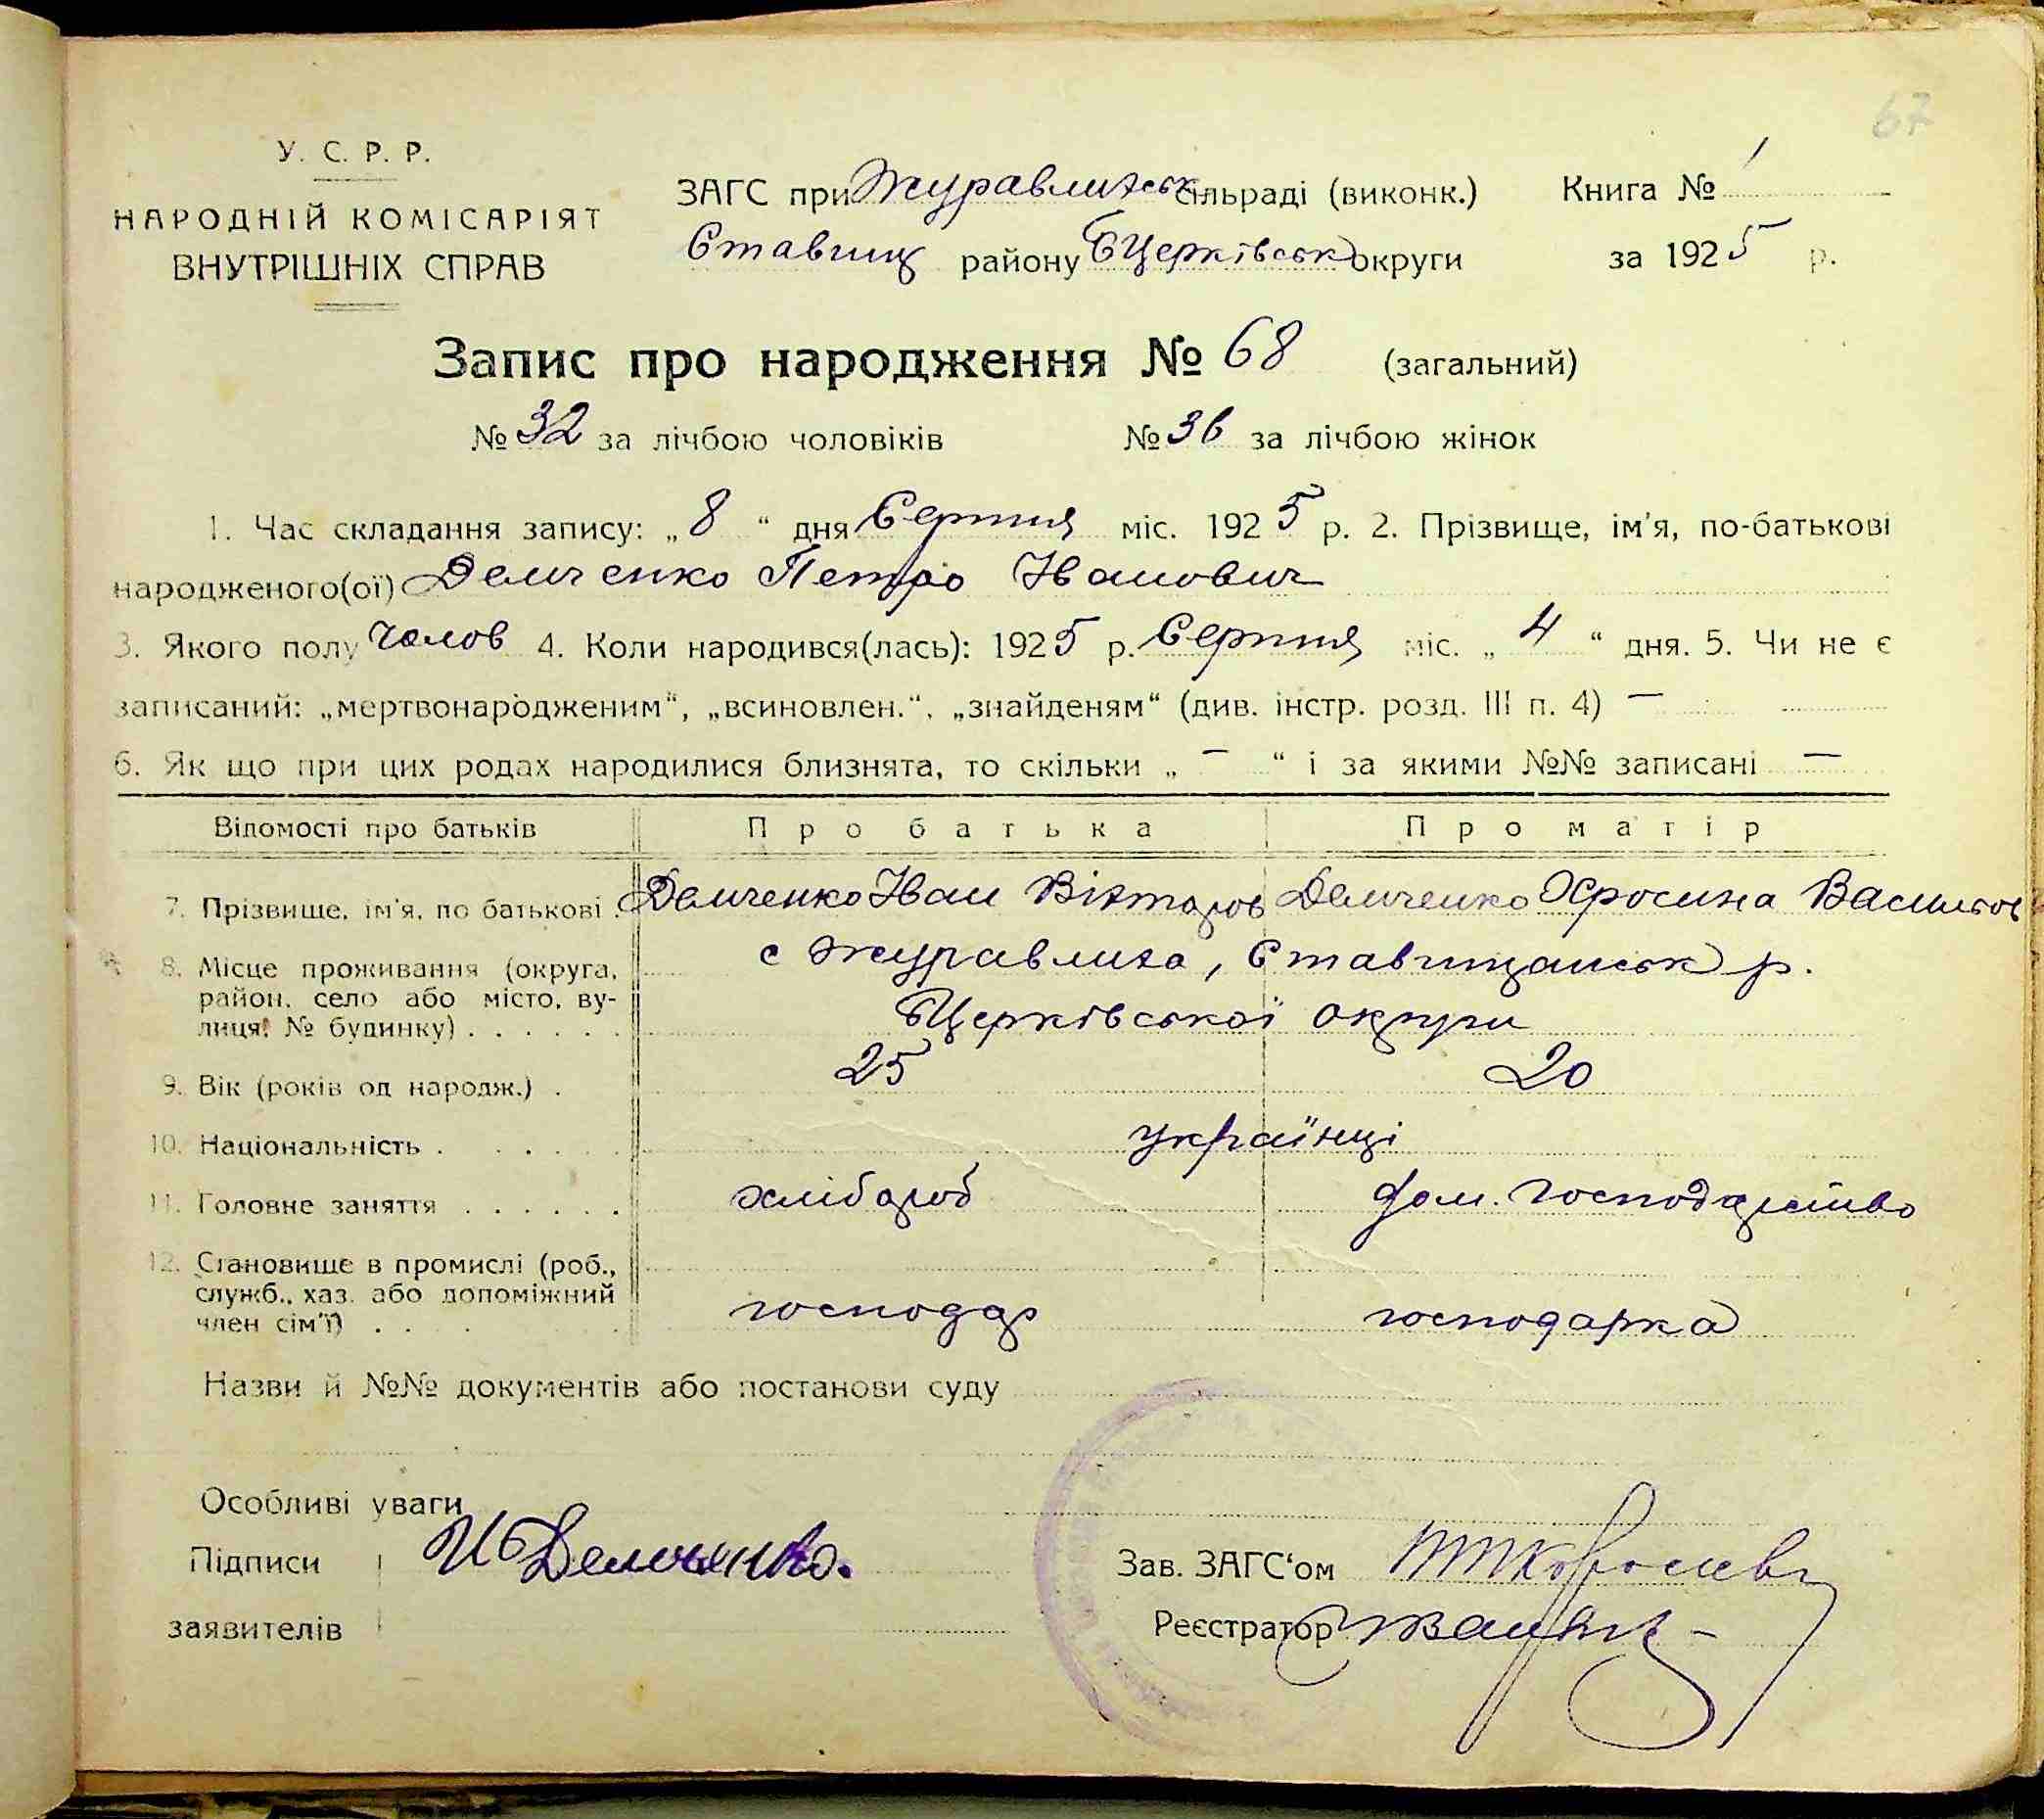 67
У. С. Р. Р.
НАРОДНІЙ КОМІСАРІЯТ
ВНУТРІШНІХ СПРАВ
ЗАГС при Журавлиськ сільраді (виконк.) Книга № 1
Ставищ району БЦерківськ округи за 1925 р.
Запис про народження № 68 (загальний)
№ 32 за лічбою чоловіків № 36 за лічбою жінок
1. Час складання запису: „8“ дня Серпня міс. 1925 р. 2. Прізвище, ім'я, по-батькові
народженого(ої) Демченко Петро Иванович
3. Якого полу чолов 4. Коли народився(лась): 1925 р. Серпня міс. „4“ дня. 5. Чи не є
записаний: „мертвонародженим“, „всиновлен.“, „знайденям“ (див. інстр. розд. III п. 4) —
6. Як що при цих родах народилися близнята, то скільки „—“ і за якими №№ записані —
Відомості про батьків Про батька Про матір
7. Прізвище, ім'я, по батькові . Демченко Иван Вікторов Демченко Хросина Васильов
8. Місце проживання (округа, район, село або місто, вулиця, № будинку) . . . . . . с Журавлиха, Ставищанськ р.
БЦерківської округи
9. Вік (років од народж.) . 25 20
10. Національність . . . . . українці
11. Головне заняття . . . . . . хлібороб дом. господарство
12. Становище в промислі (роб.,
служб., хаз. або допоміжний
член сім'ї) . . . господар господарка
Назви й №№ документів або постанови суду
Особливі уваги
Підписи И Демченко. Зав. ЗАГС'ом
заявителів Реєстратор